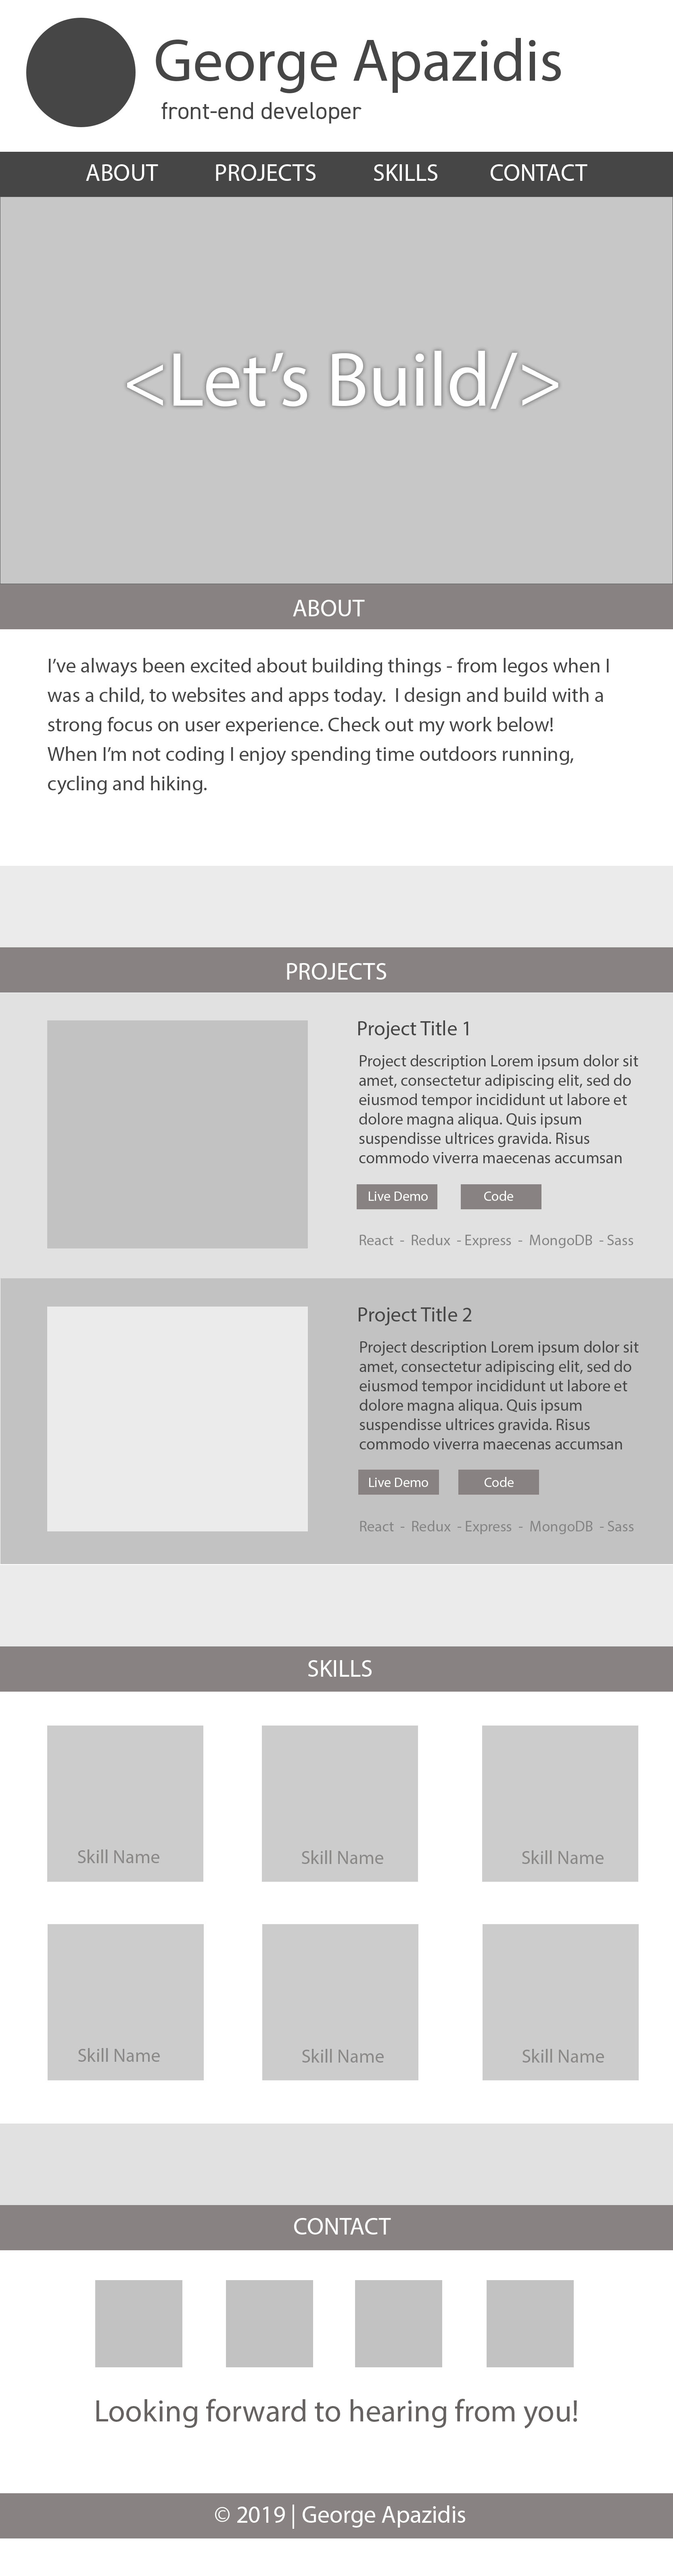 George Apazidis
front-end developer
ABOUT PROJECTS SKILLS CONTACT
<Let’s Build/>
ABOUT
I’ve always been excited about building things - from legos when I
was a child, to websites and apps today.  I design and build with a
strong focus on user experience. Check out my work below!
When I’m not coding I enjoy spending time outdoors running,
cycling and hiking.
PROJECTS
Project Title 1
Project description Lorem ipsum dolor sit
amet, consectetur adipiscing elit, sed do
eiusmod tempor incididunt ut labore et
dolore magna aliqua. Quis ipsum
suspendisse ultrices gravida. Risus
commodo viverra maecenas accumsan
Live Demo Code
React - Redux - Express - MongoDB - Sass
Project Title 2
Project description Lorem ipsum dolor sit
amet, consectetur adipiscing elit, sed do
eiusmod tempor incididunt ut labore et
dolore magna aliqua. Quis ipsum
suspendisse ultrices gravida. Risus
commodo viverra maecenas accumsan
Live Demo Code
React - Redux - Express - MongoDB - Sass
SKILLS
Skill Name Skill Name Skill Name
Skill Name Skill Name Skill Name
CONTACT
Looking forward to hearing from you!
© 2019 | George Apazidis